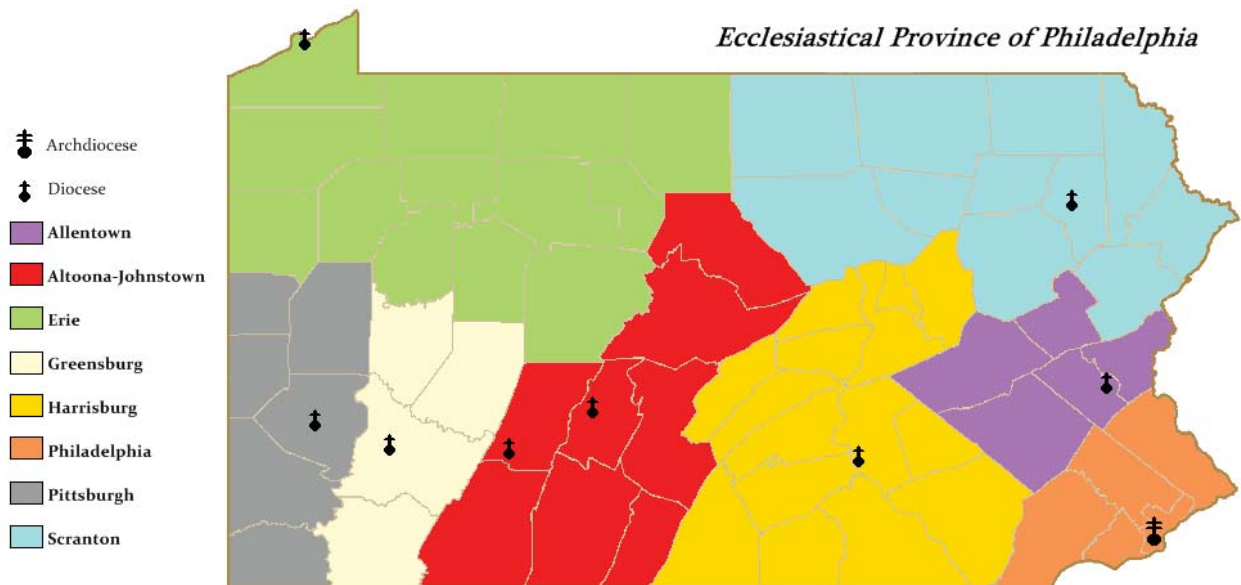 Ecclesiastical Province of Philadelphia
Archdiocese
Diocese
Allentown
Altoona-Johnstown
Erie
Greensburg
Harrisburg
Philadelphia
Pittsburgh
Scranton